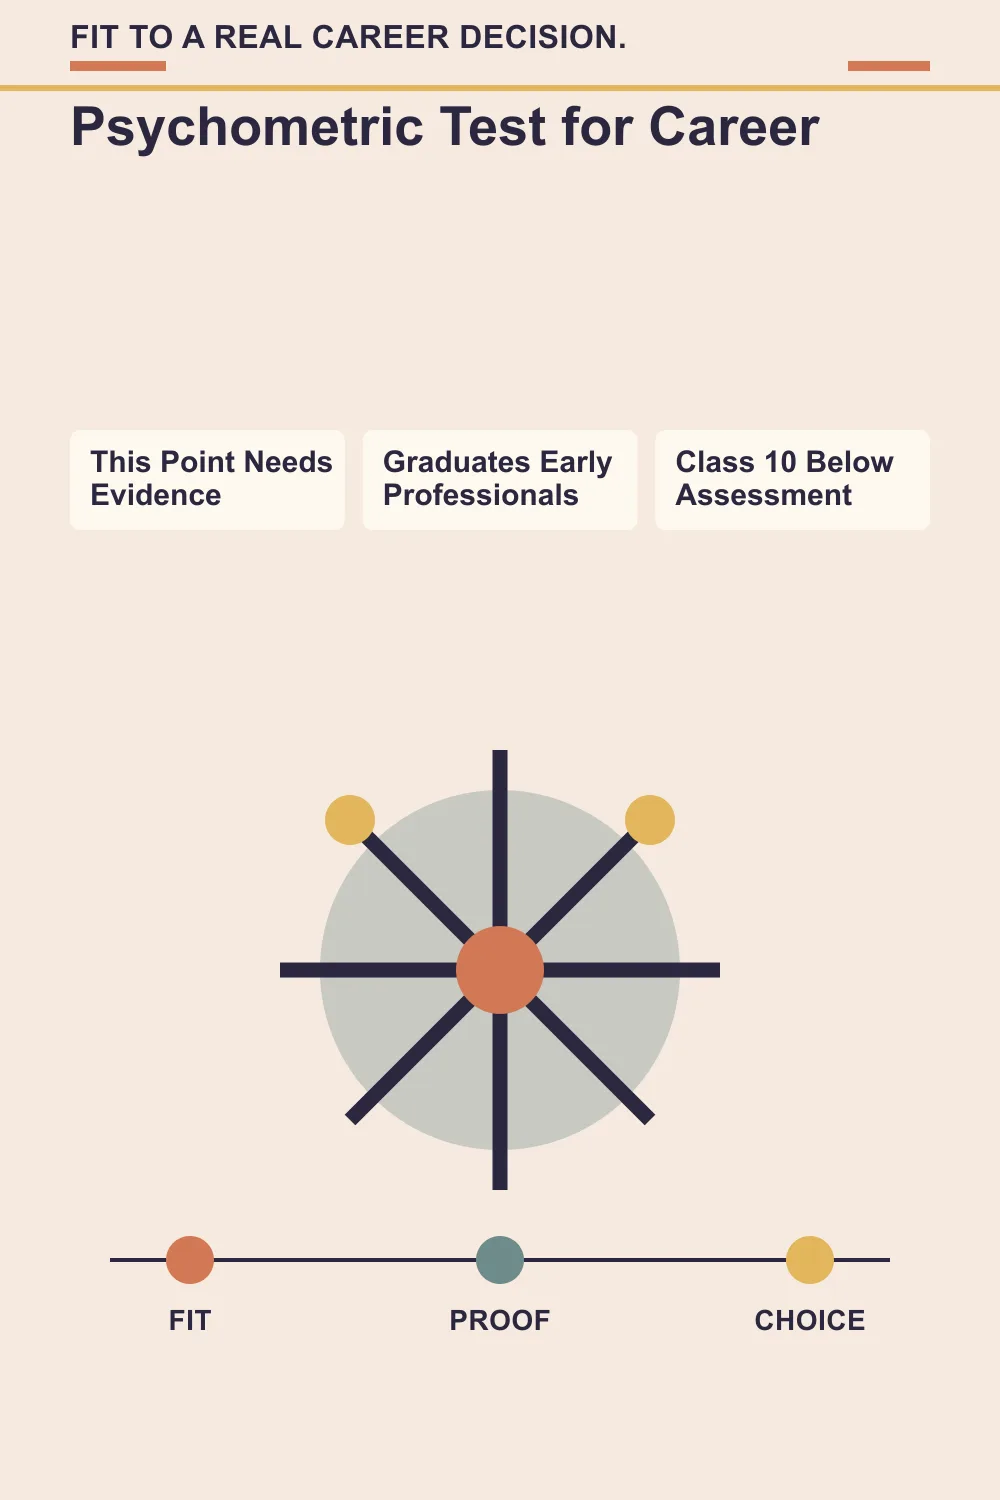 FIT TO A REAL CAREER DECISION.
Psychometric Test for Career
This Point Needs
Evidence
Graduates Early
Professionals
Class 10 Below
Assessment
FIT
PROOF
CHOICE